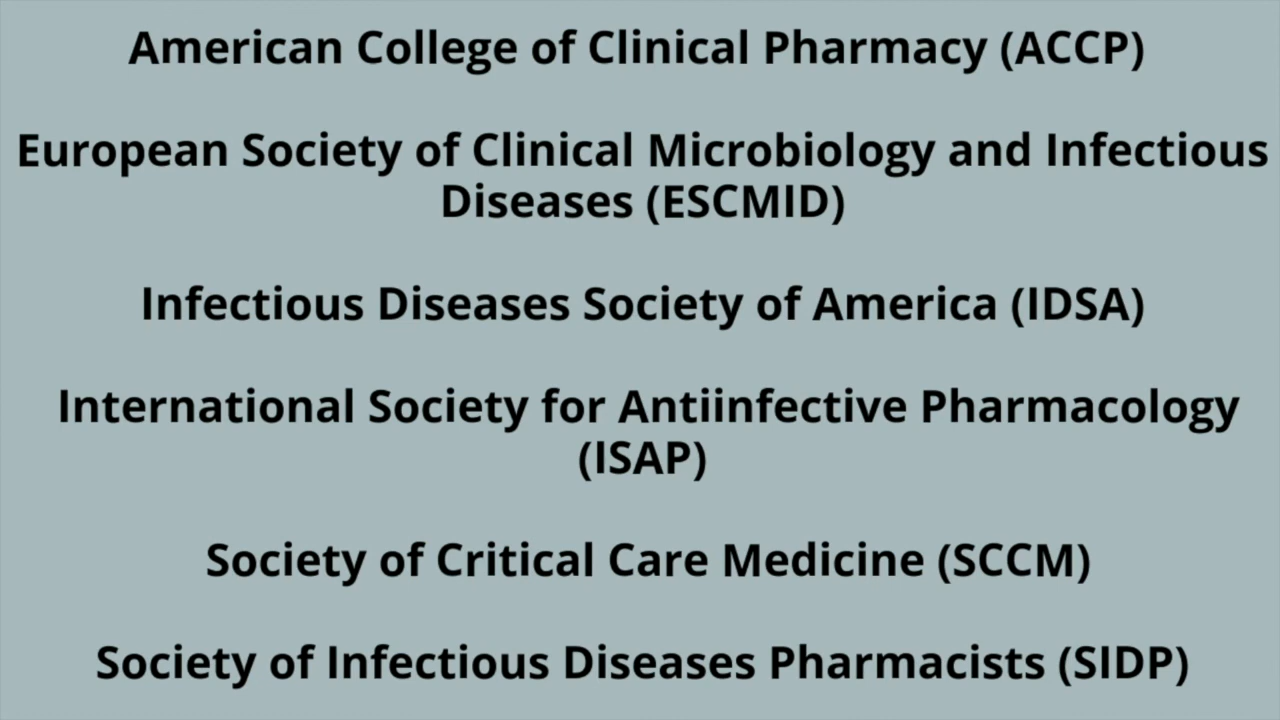 American College of Clinical Pharmacy (ACCP)
European Society of Clinical Microbiology and Infectious
Diseases (ESCMID)
Infectious Diseases Society of America (IDSA)
International Society for Antiinfective Pharmacology
(ISAP)
Society of Critical Care Medicine (SCCM)
Society of Infectious Diseases Pharmacists (SIDP)